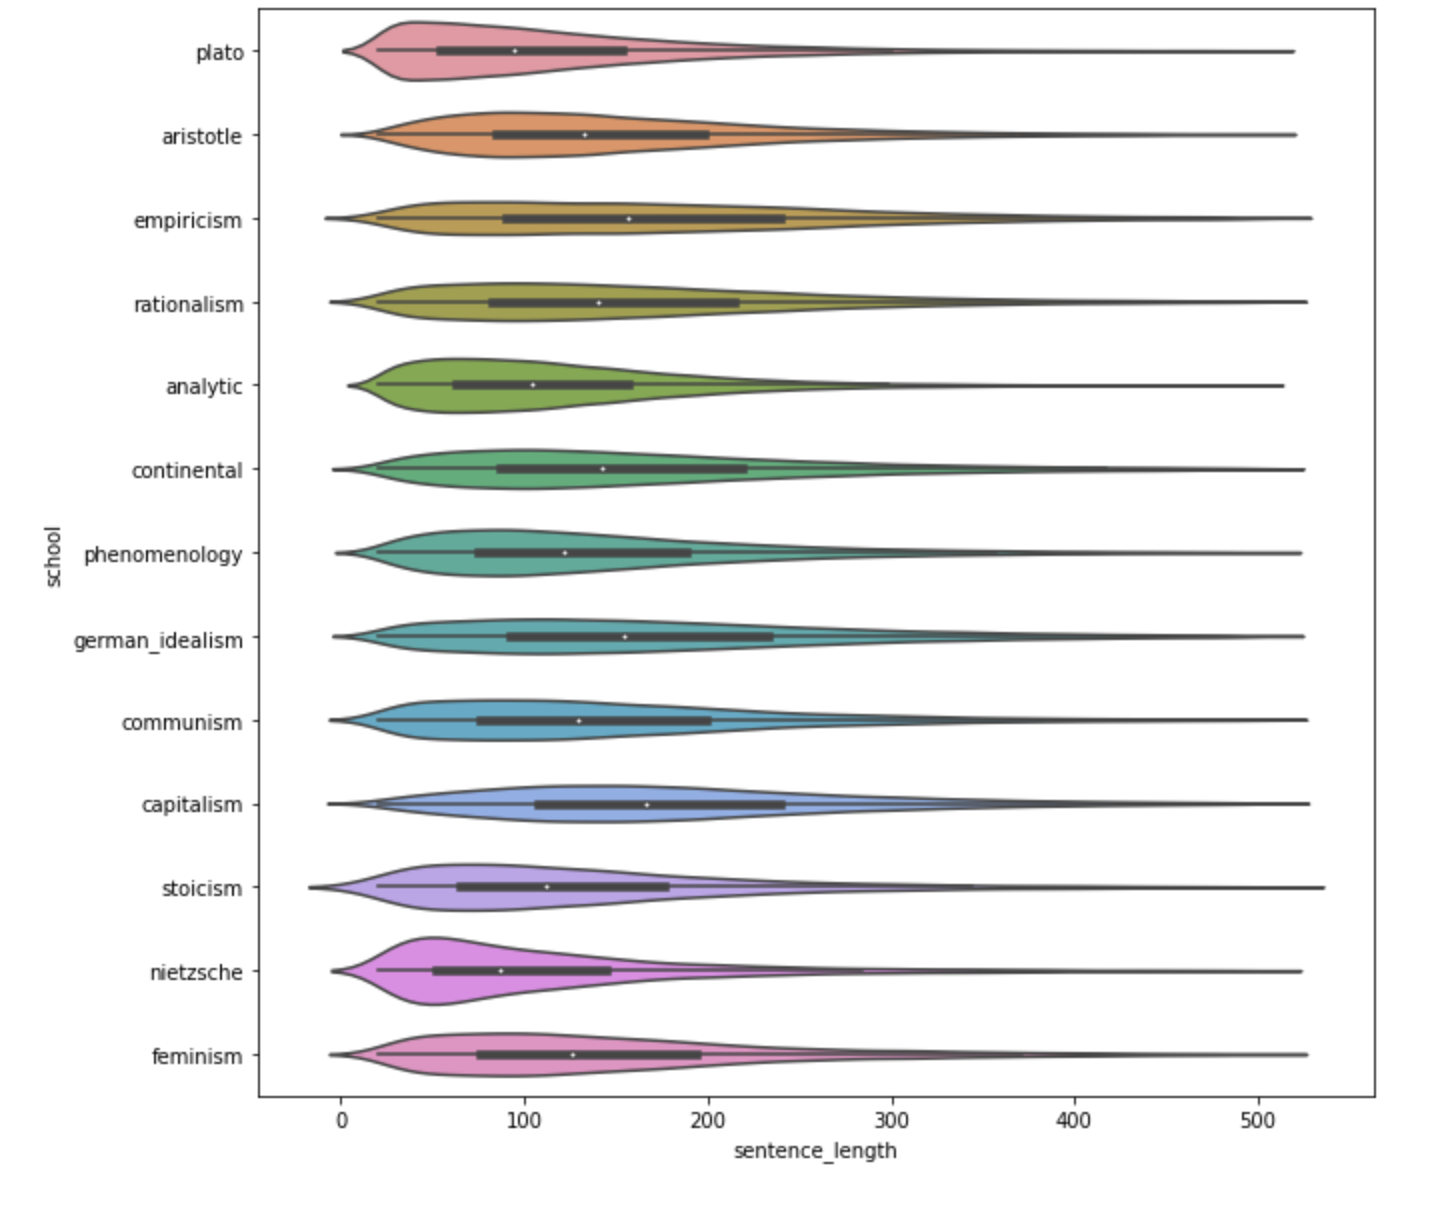 plato
aristotle
empiricism
rationalism
analytic
continental
phenomenology
german_idealism
communism
capitalism
stoicism
nietzsche
feminism
school
0 100 200 300 400 500
sentence_length